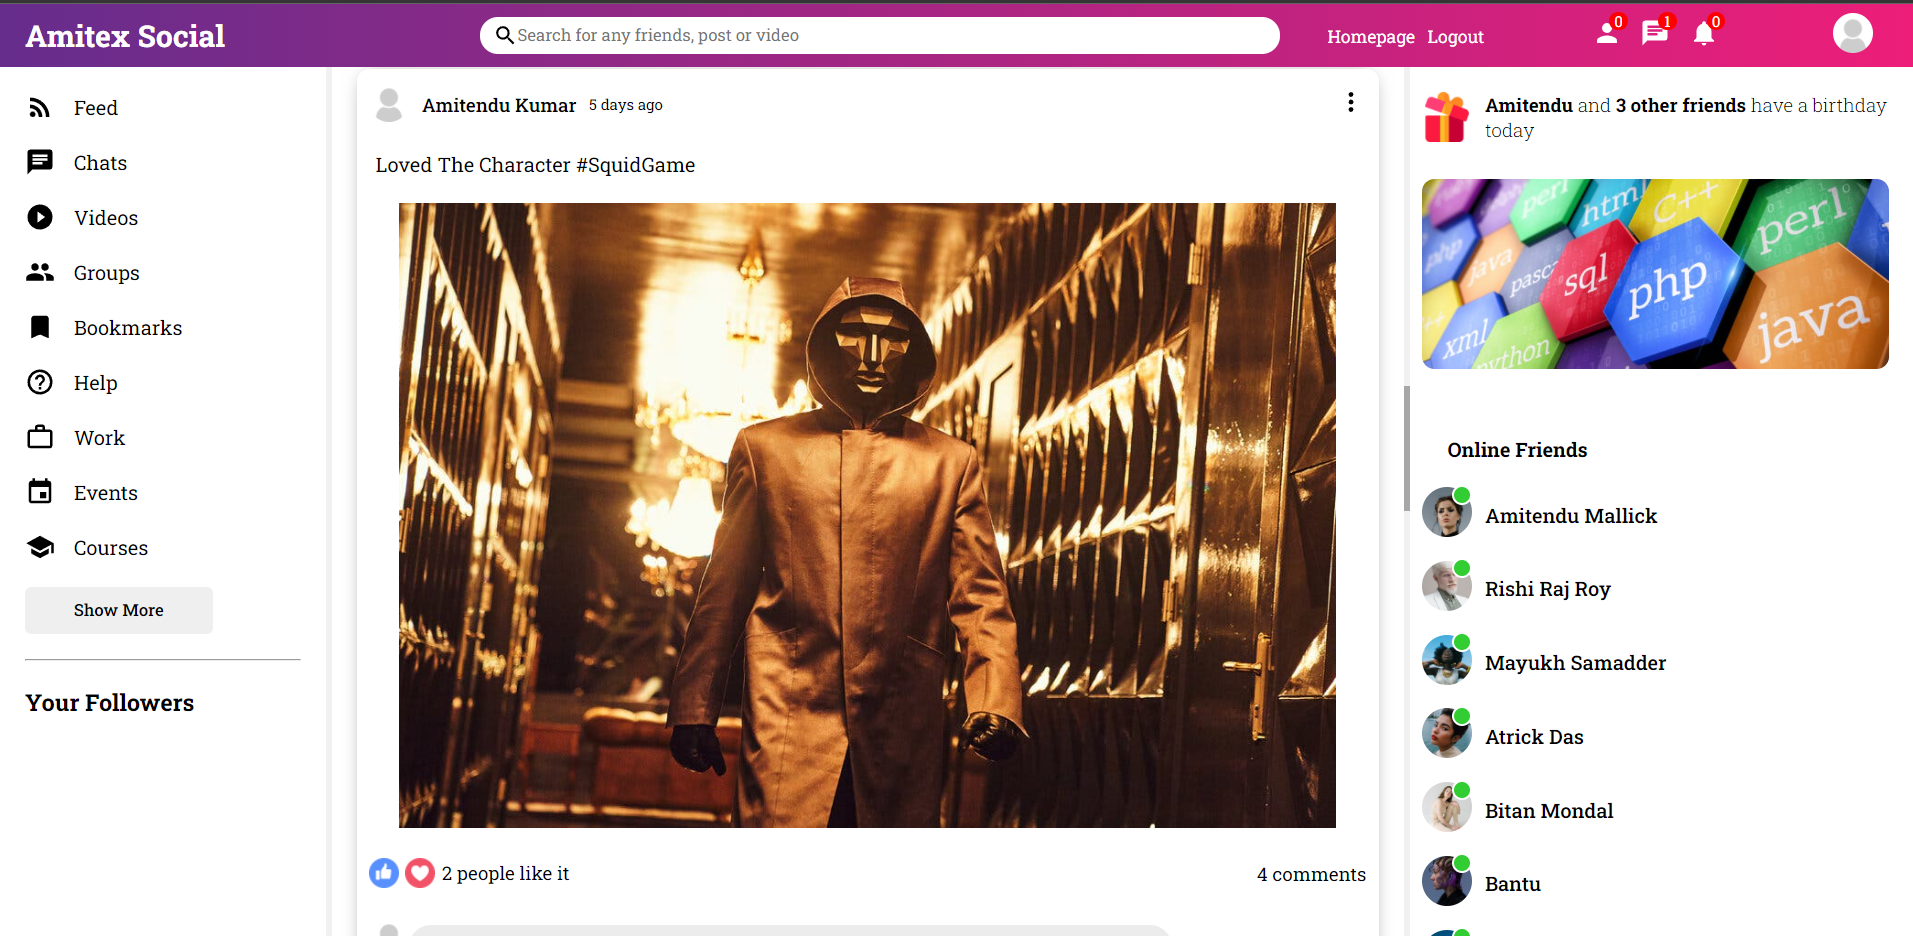 Amitex Social
Search for any friends, post or video
Homepage Logout
0
1
0
Feed
Chats
Videos
Groups
Bookmarks
Help
Work
Events
Courses
Show More
Your Followers
Amitendu Kumar 5 days ago
Loved The Character #SquidGame
2 people like it
4 comments
Amitendu and 3 other friends have a birthday
today
perl
html
C++
perl
php
java
sql
php
java
xml
python
Online Friends
Amitendu Mallick
Rishi Raj Roy
Mayukh Samadder
Atrick Das
Bitan Mondal
Bantu